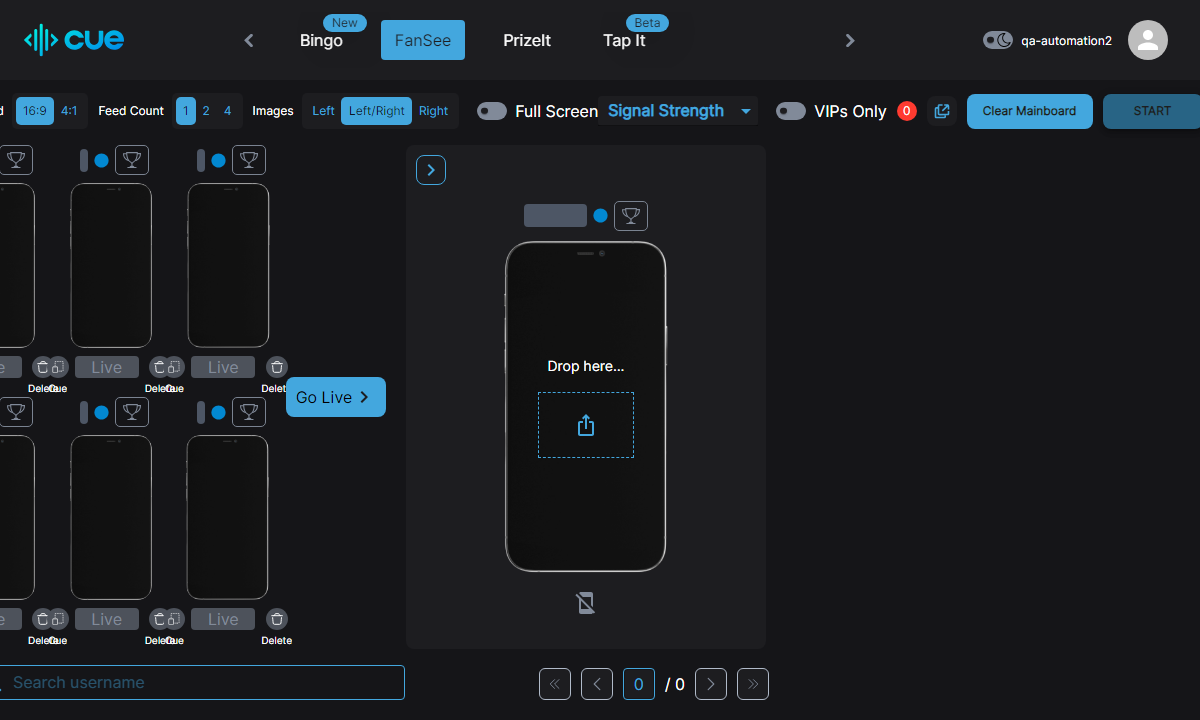 cue
Bingo
New
FanSee
PrizeIt
Tap It
Beta
qa-automation2
16:9
4:1
Feed Count
1
2
4
Images
Left
Left/Right
Right
Full Screen
Signal Strength
VIPs Only
0
Clear Mainboard
START
Live
Live
Delete
Cue
Delete
Cue
Delete
Go Live
Live
Live
Delete
Cue
Delete
Cue
Delete
Drop here...
Search username
0
/ 0